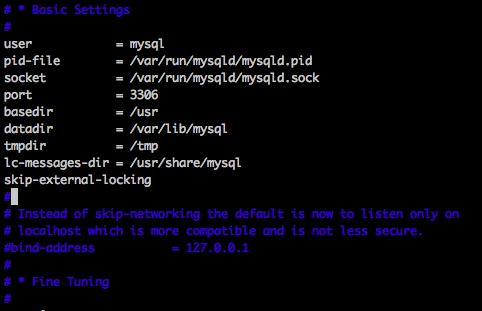 # * Basic Settings
#
user = mysql
pid-file = /var/run/mysqld/mysqld.pid
socket = /var/run/mysqld/mysqld.sock
port = 3306
basedir = /usr
datadir = /var/lib/mysql
tmpdir = /tmp
lc-messages-dir = /usr/share/mysql
skip-external-locking
#
# Instead of skip-networking the default is now to listen only on
# localhost which is more compatible and is not less secure.
#bind-address = 127.0.0.1
#
# * Fine Tuning
#